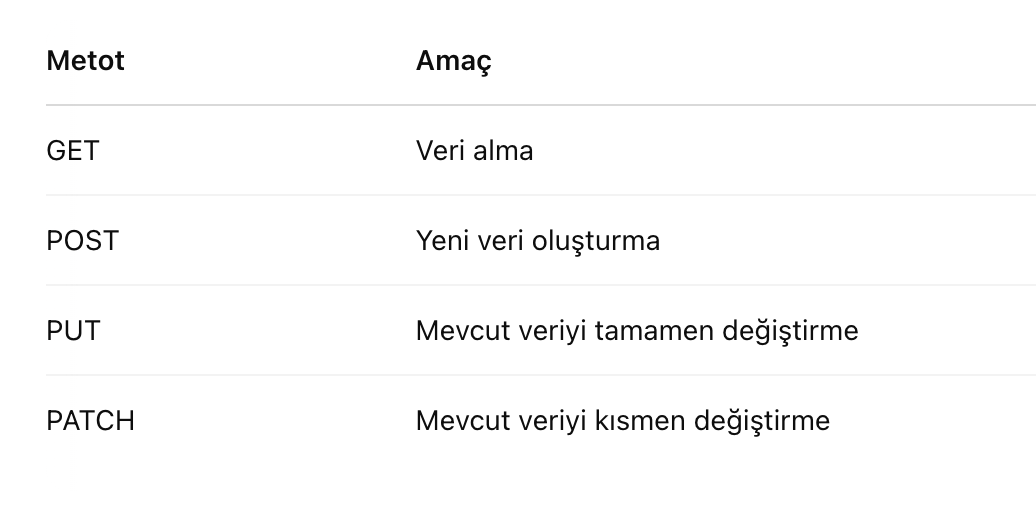 Metot Amaç
GET Veri alma
POST Yeni veri oluşturma
PUT Mevcut veriyi tamamen değiştirme
PATCH Mevcut veriyi kısmen değiştirme